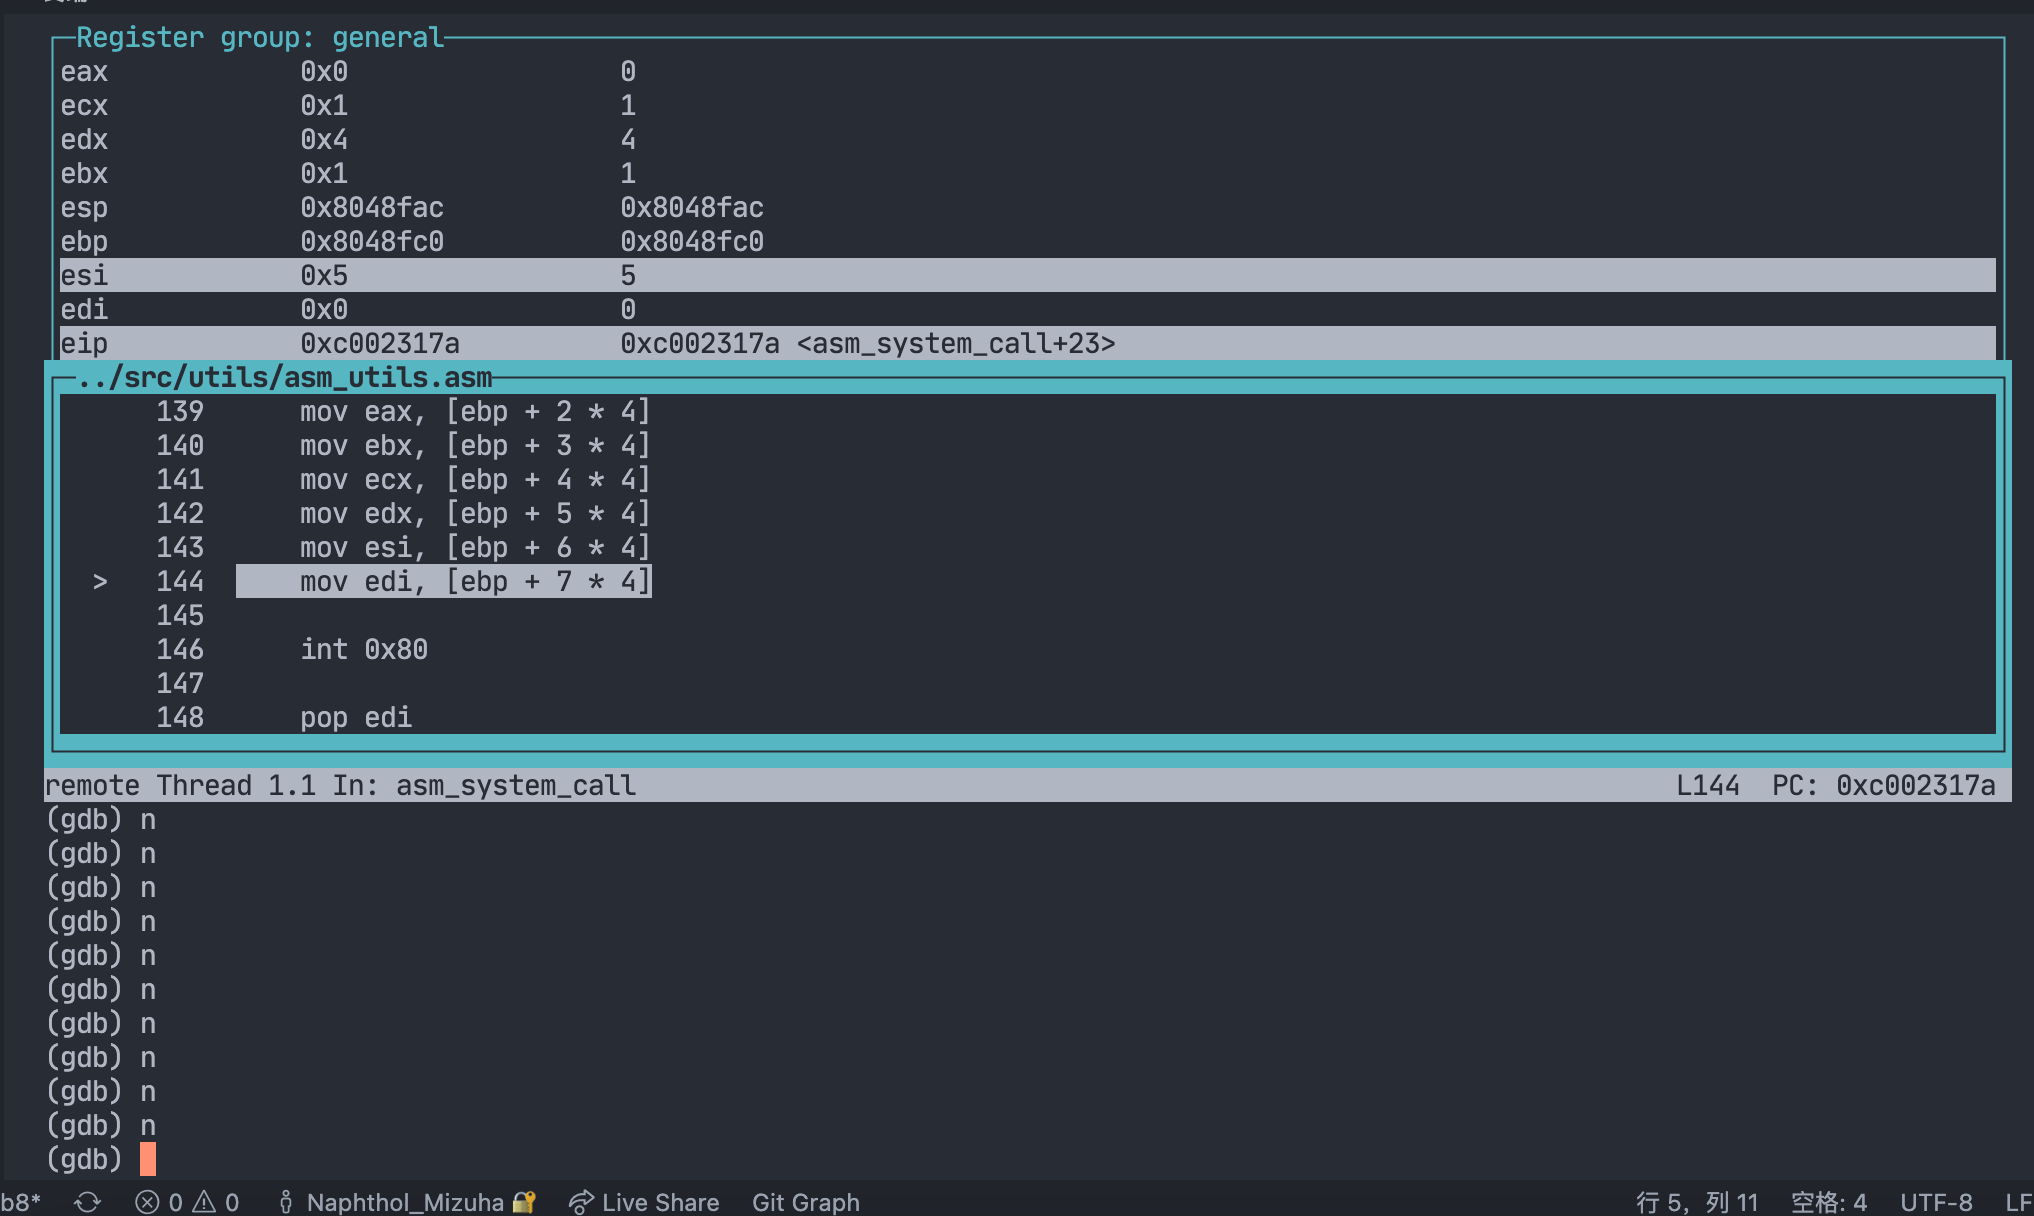 Register group: general
eax 0x0 0
ecx 0x1 1
edx 0x4 4
ebx 0x1 1
esp 0x8048fac 0x8048fac
ebp 0x8048fc0 0x8048fc0
esi 0x5 5
edi 0x0 0
eip 0xc002317a 0xc002317a <asm_system_call+23>
../src/utils/asm_utils.asm
139 mov eax, [ebp + 2 * 4]
140 mov ebx, [ebp + 3 * 4]
141 mov ecx, [ebp + 4 * 4]
142 mov edx, [ebp + 5 * 4]
143 mov esi, [ebp + 6 * 4]
> 144 mov edi, [ebp + 7 * 4]
145
146 int 0x80
147
148 pop edi
remote Thread 1.1 In: asm_system_call L144 PC: 0xc002317a
(gdb) n
(gdb) n
(gdb) n
(gdb) n
(gdb) n
(gdb) n
(gdb) n
(gdb) n
(gdb) n
(gdb) n
(gdb)
b8* 0 0 Naphthol_Mizuha Live Share Git Graph 行 5, 列 11 空格: 4 UTF-8 LF